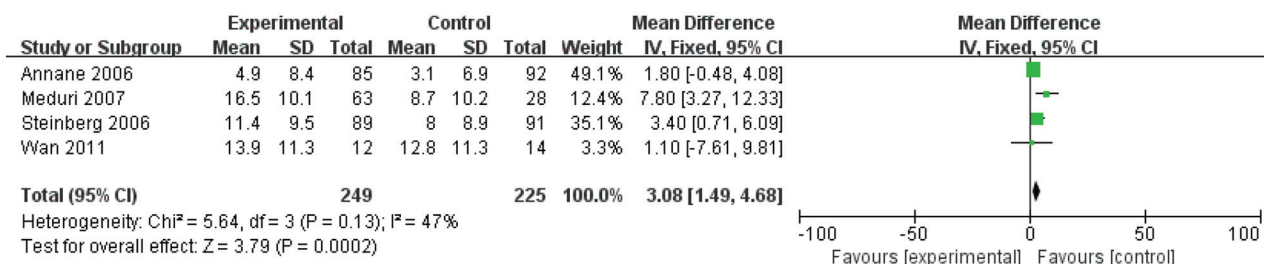 Experimental Control Mean Difference Mean Difference
Study or Subgroup Mean SD Total Mean SD Total Weight IV, Fixed, 95% CI IV, Fixed, 95% CI
Annane 2006 4.9 8.4 85 3.1 6.9 92 49.1% 1.80 [-0.48, 4.08]
Meduri 2007 16.5 10.1 63 8.7 10.2 28 12.4% 7.80 [3.27, 12.33]
Steinberg 2006 11.4 9.5 89 8 8.9 91 35.1% 3.40 [0.71, 6.09]
Wan 2011 13.9 11.3 12 12.8 11.3 14 3.3% 1.10 [-7.61, 9.81]
Total (95% CI) 249 225 100.0% 3.08 [1.49, 4.68]
Heterogeneity: Chi² = 5.64, df = 3 (P = 0.13); I² = 47%
Test for overall effect: Z = 3.79 (P = 0.0002)
-100 -50 0 50 100
Favours [experimental] Favours [control]